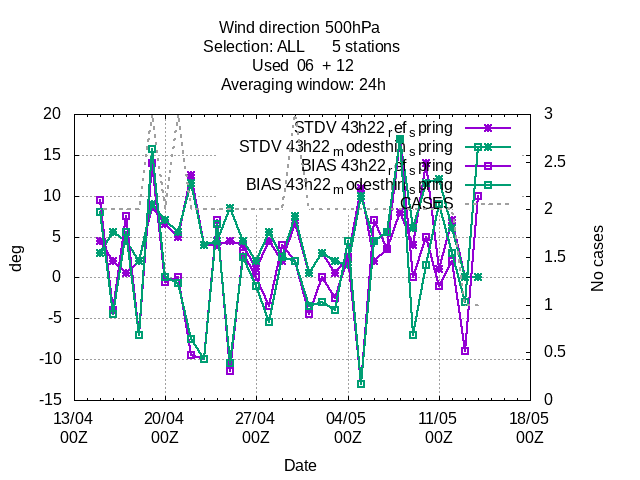 Wind direction 500hPa
Selection: ALL 5 stations
Used 06 + 12
Averaging window: 24h
STDV 43h22_ref_spring
STDV 43h22_modesthin_spring
BIAS 43h22_ref_spring
BIAS 43h22_modesthin_spring
CASES
20
15
10
5
0
-5
-10
-15
deg
3
2.5
2
1.5
1
0.5
0
No cases
13/04 20/04 27/04 04/05 11/05 18/05
00Z 00Z 00Z 00Z 00Z 00Z
Date